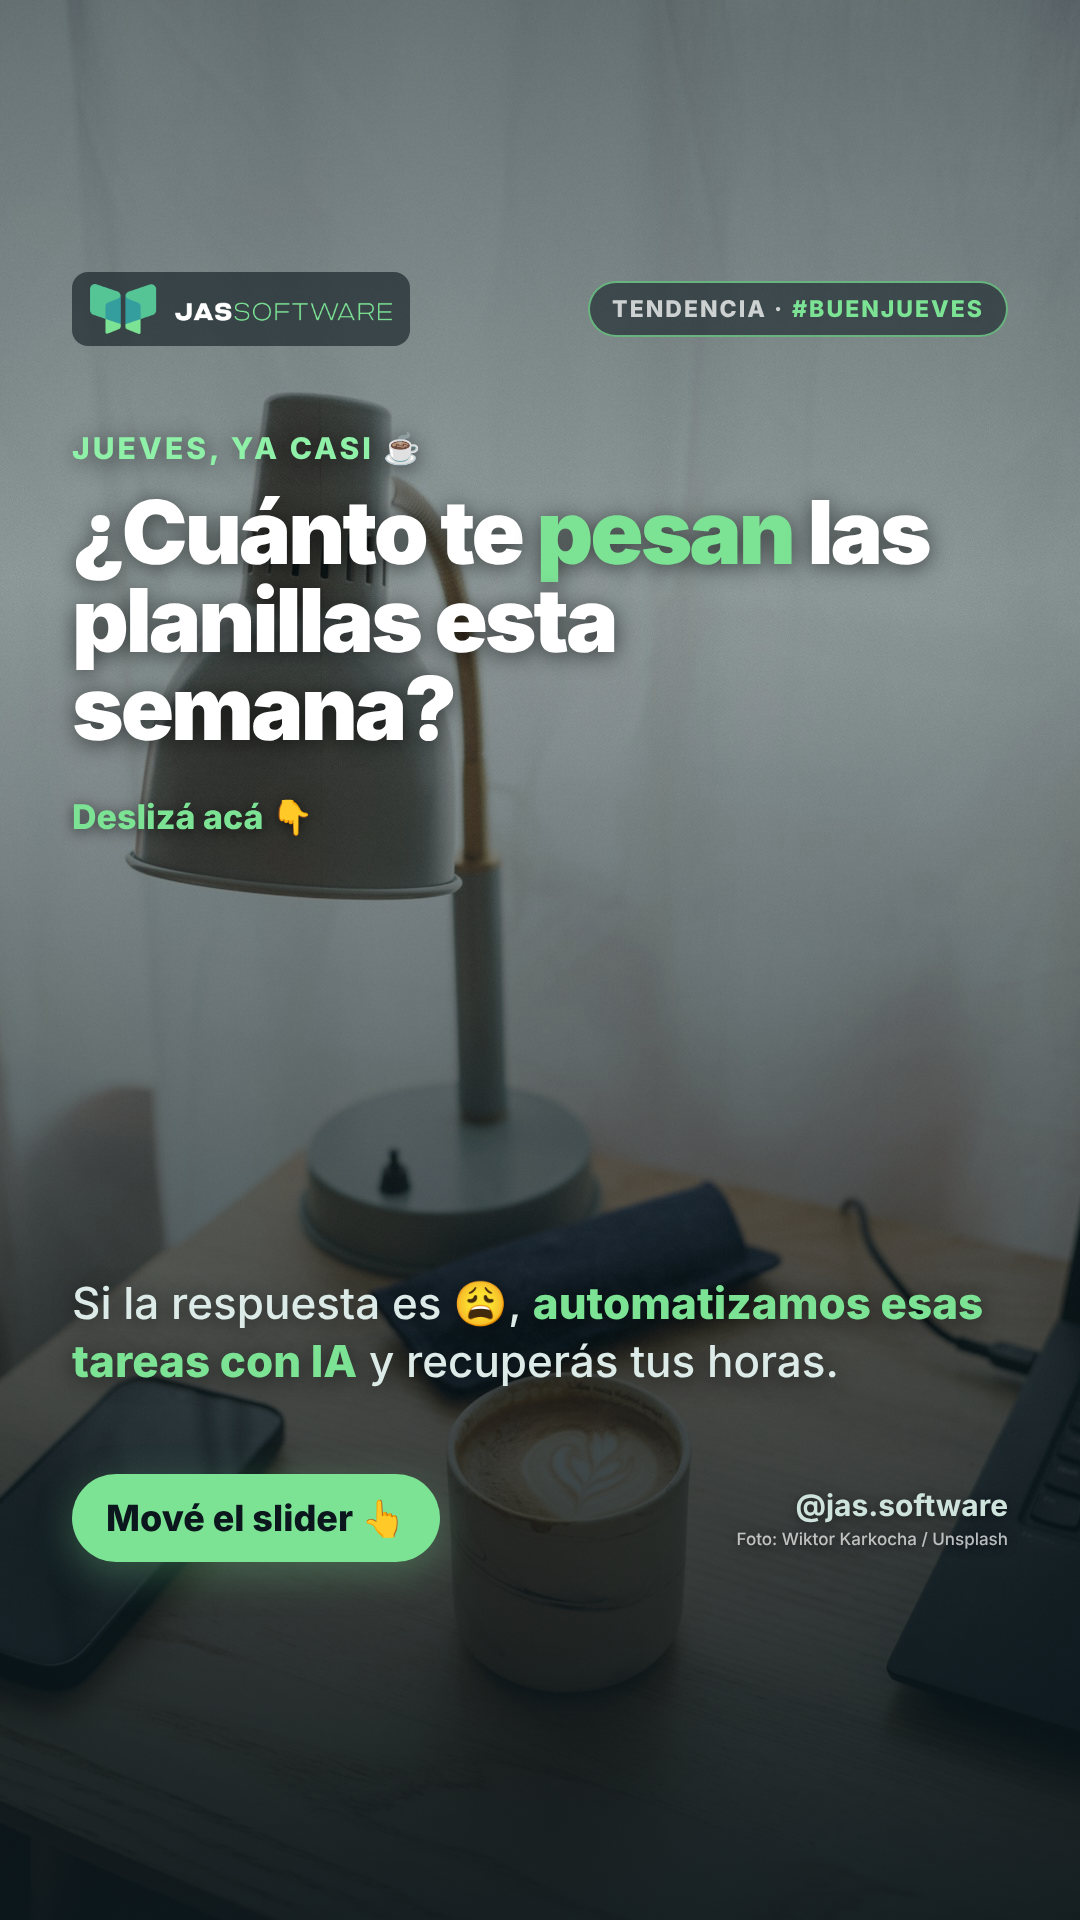 JASSOFTWARE
TENDENCIA · #BUENJUEVES
JUEVES, YA CASI ☕
¿Cuánto te pesan las
planillas esta
semana?
Deslizá acá 👇
Si la respuesta es 😩, automatizamos esas
tareas con IA y recuperás tus horas.
Mové el slider 👆
@jas.software
Foto: Wiktor Karkocha / Unsplash